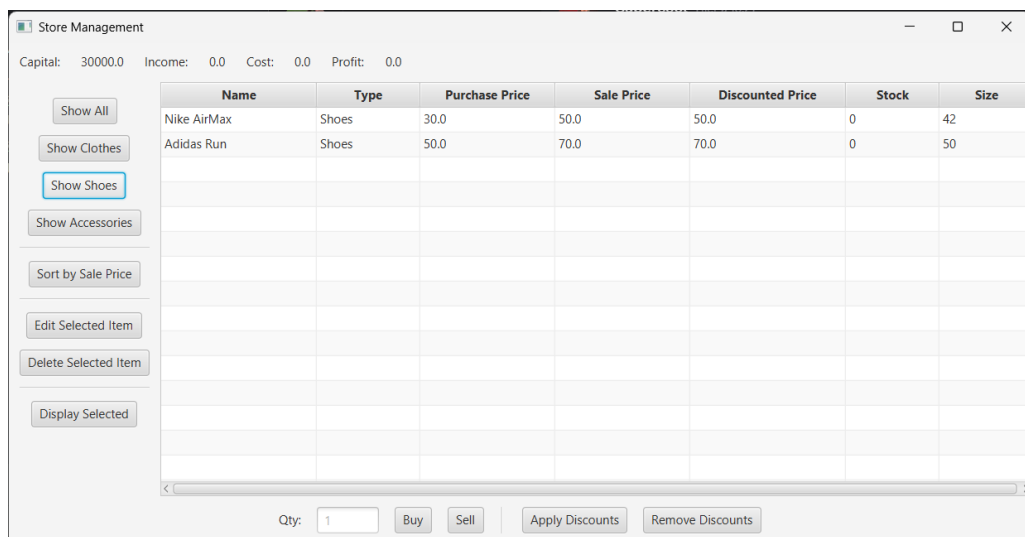 Store Management
Capital: 30000.0 Income: 0.0 Cost: 0.0 Profit: 0.0
Show All
Show Clothes
Show Shoes
Show Accessories
Sort by Sale Price
Edit Selected Item
Delete Selected Item
Display Selected
Name Type Purchase Price Sale Price Discounted Price Stock Size
Nike AirMax Shoes 30.0 50.0 50.0 0 42
Adidas Run Shoes 50.0 70.0 70.0 0 50
Qty: 1 Buy Sell Apply Discounts Remove Discounts